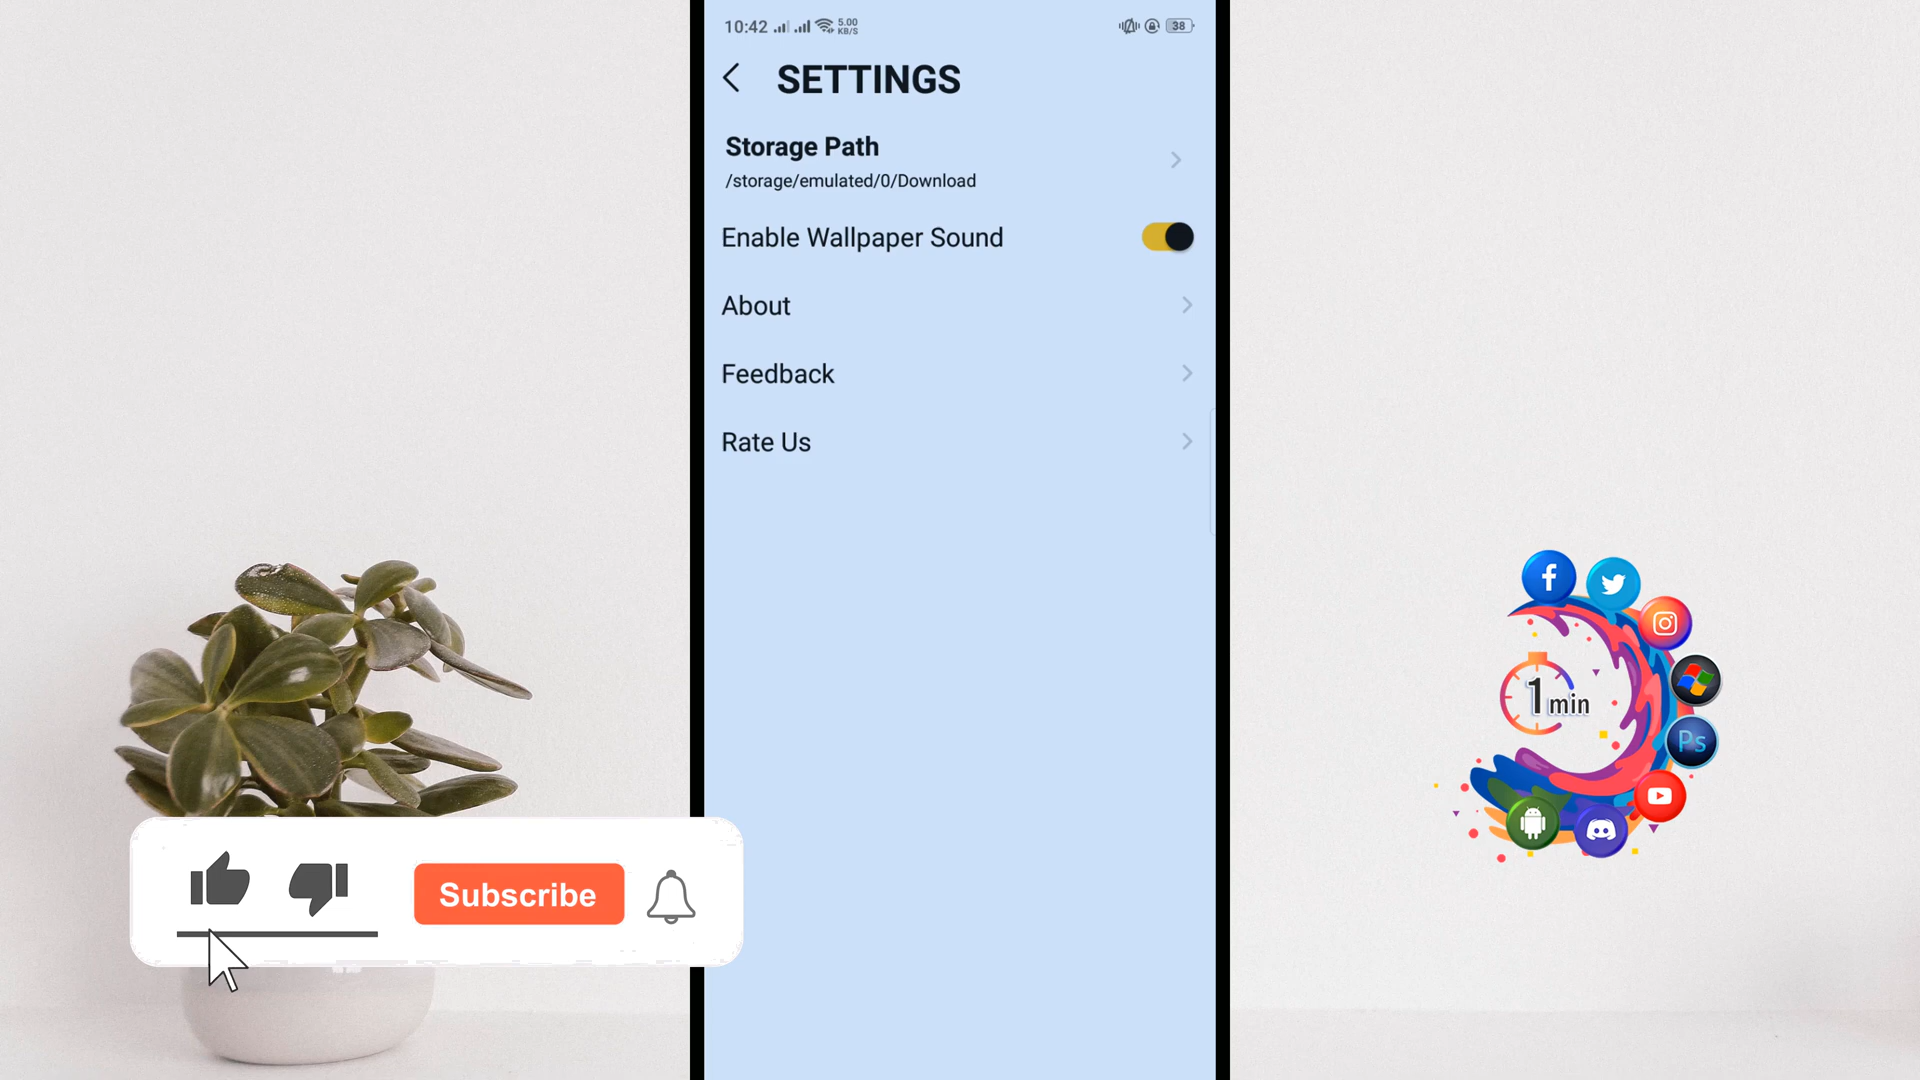 10:42
5.00
KB/S
38
SETTINGS
Storage Path
/storage/emulated/0/Download
Enable Wallpaper Sound
About
Feedback
Rate Us
1 min
Ps
Subscribe